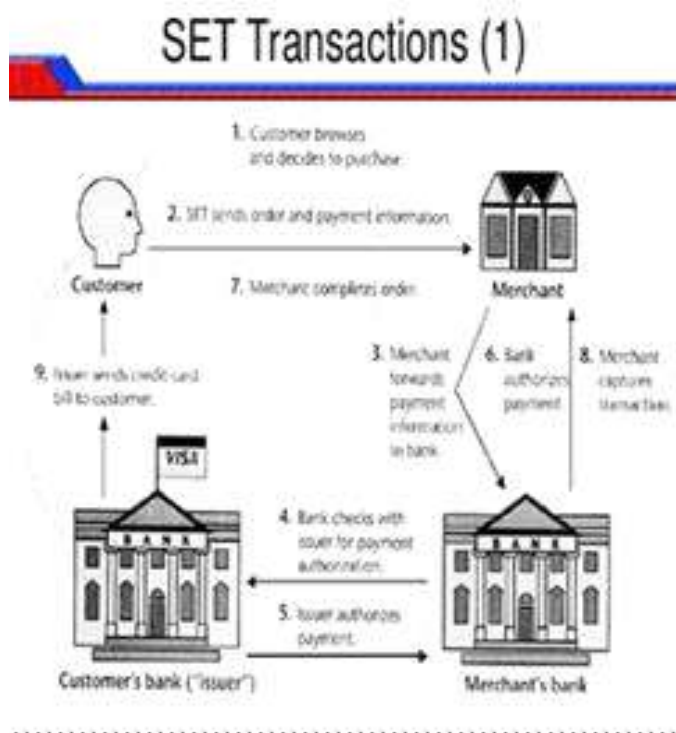 SET Transactions (1)
1. Customer browses
and decides to purchase
2. SET sends order and payment information.
Customer
7. Merchant completes order.
Merchant
3. Merchant
forwards
payment
information
to bank.
6. Bank
authorizes
payment.
8. Merchant
captures
transaction.
9. Issuer sends credit card
bill to customer.
VISA
BANK
4. Bank checks with
issuer for payment
authorization.
BANK
5. Issuer authorizes
payment.
Customer's bank ("issuer")
Merchant's bank